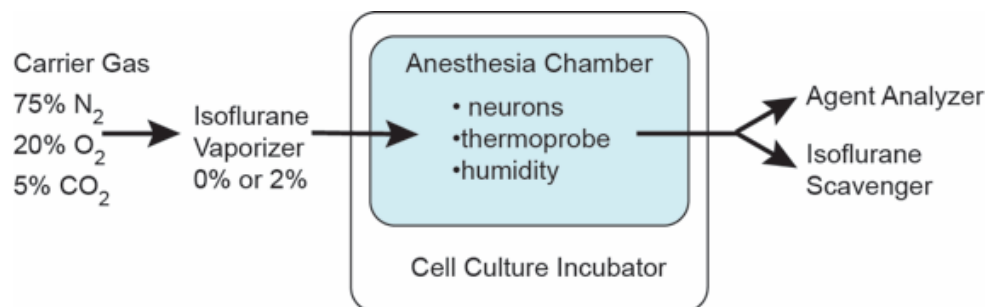 Carrier Gas
75% N₂
20% O₂
5% CO₂
Isoflurane
Vaporizer
0% or 2%
Anesthesia Chamber
• neurons
•thermoprobe
•humidity
Cell Culture Incubator
Agent Analyzer
Isoflurane
Scavenger